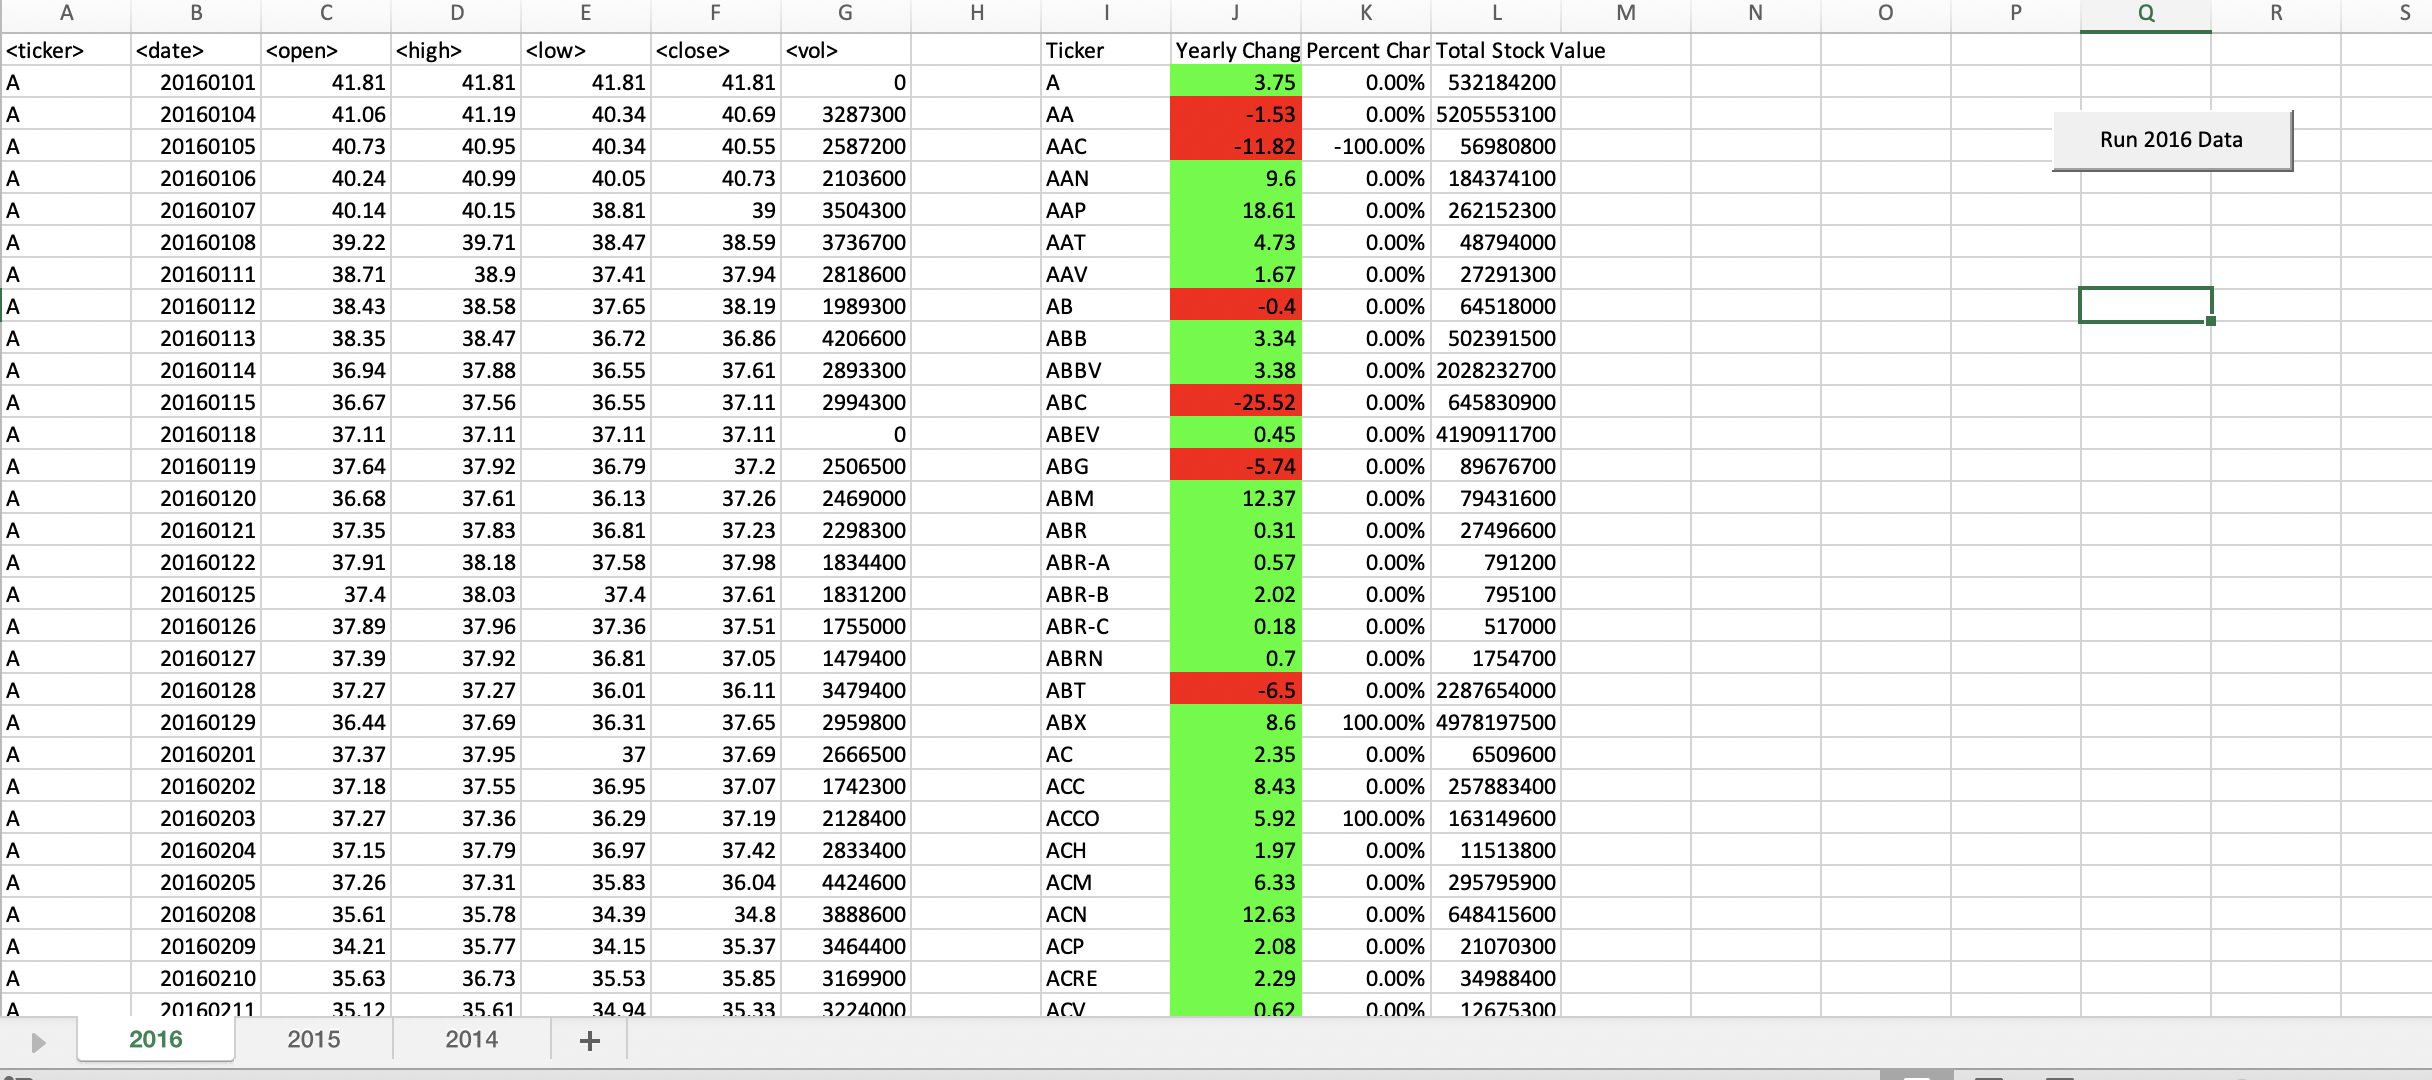 A B C D E F G H I J K L M N O P Q R S
<ticker> <date> <open> <high> <low> <close> <vol> Ticker Yearly Chang Percent Char Total Stock Value
A 20160101 41.81 41.81 41.81 41.81 0 A 3.75 0.00% 532184200
A 20160104 41.06 41.19 40.34 40.69 3287300 AA -1.53 0.00% 5205553100
Run 2016 Data
A 20160105 40.73 40.95 40.34 40.55 2587200 AAC -11.82 -100.00% 56980800
A 20160106 40.24 40.99 40.05 40.73 2103600 AAN 9.6 0.00% 184374100
A 20160107 40.14 40.15 38.81 39 3504300 AAP 18.61 0.00% 262152300
A 20160108 39.22 39.71 38.47 38.59 3736700 AAT 4.73 0.00% 48794000
A 20160111 38.71 38.9 37.41 37.94 2818600 AAV 1.67 0.00% 27291300
A 20160112 38.43 38.58 37.65 38.19 1989300 AB -0.4 0.00% 64518000
A 20160113 38.35 38.47 36.72 36.86 4206600 ABB 3.34 0.00% 502391500
A 20160114 36.94 37.88 36.55 37.61 2893300 ABBV 3.38 0.00% 2028232700
A 20160115 36.67 37.56 36.55 37.11 2994300 ABC -25.52 0.00% 645830900
A 20160118 37.11 37.11 37.11 37.11 0 ABEV 0.45 0.00% 4190911700
A 20160119 37.64 37.92 36.79 37.2 2506500 ABG -5.74 0.00% 89676700
A 20160120 36.68 37.61 36.13 37.26 2469000 ABM 12.37 0.00% 79431600
A 20160121 37.35 37.83 36.81 37.23 2298300 ABR 0.31 0.00% 27496600
A 20160122 37.91 38.18 37.58 37.98 1834400 ABR-A 0.57 0.00% 791200
A 20160125 37.4 38.03 37.4 37.61 1831200 ABR-B 2.02 0.00% 795100
A 20160126 37.89 37.96 37.36 37.51 1755000 ABR-C 0.18 0.00% 517000
A 20160127 37.39 37.92 36.81 37.05 1479400 ABRN 0.7 0.00% 1754700
A 20160128 37.27 37.27 36.01 36.11 3479400 ABT -6.5 0.00% 2287654000
A 20160129 36.44 37.69 36.31 37.65 2959800 ABX 8.6 100.00% 4978197500
A 20160201 37.37 37.95 37 37.69 2666500 AC 2.35 0.00% 6509600
A 20160202 37.18 37.55 36.95 37.07 1742300 ACC 8.43 0.00% 257883400
A 20160203 37.27 37.36 36.29 37.19 2128400 ACCO 5.92 100.00% 163149600
A 20160204 37.15 37.79 36.97 37.42 2833400 ACH 1.97 0.00% 11513800
A 20160205 37.26 37.31 35.83 36.04 4424600 ACM 6.33 0.00% 295795900
A 20160208 35.61 35.78 34.39 34.8 3888600 ACN 12.63 0.00% 648415600
A 20160209 34.21 35.77 34.15 35.37 3464400 ACP 2.08 0.00% 21070300
A 20160210 35.63 36.73 35.53 35.85 3169900 ACRE 2.29 0.00% 34988400
A 20160211 35.12 35.61 34.94 35.33 3224000 ACV 0.62 0.00% 12675300
2016 2015 2014 +